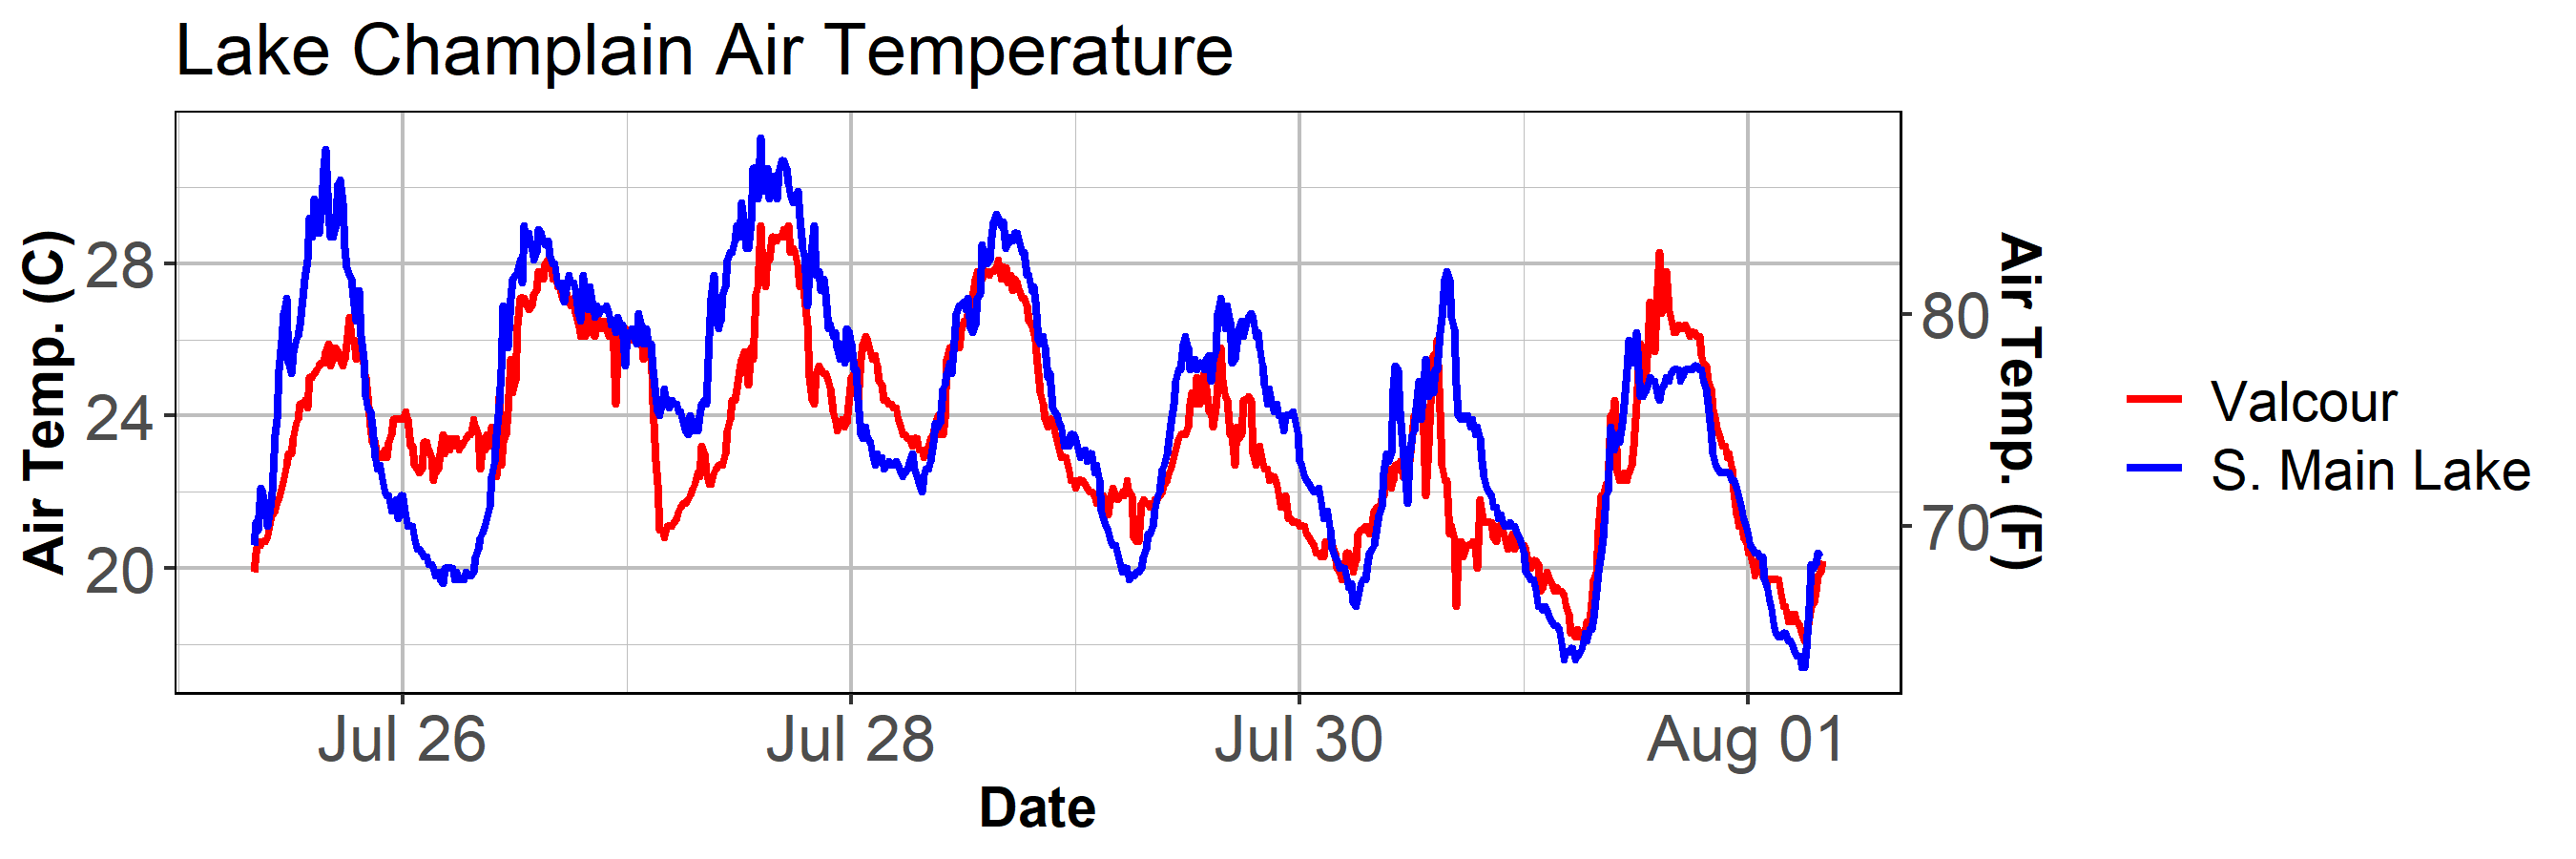 Lake Champlain Air Temperature
Air Temp. (C)
28
24
20
80
70
Air Temp. (F)
Valcour
S. Main Lake
Jul 26
Jul 28
Jul 30
Aug 01
Date